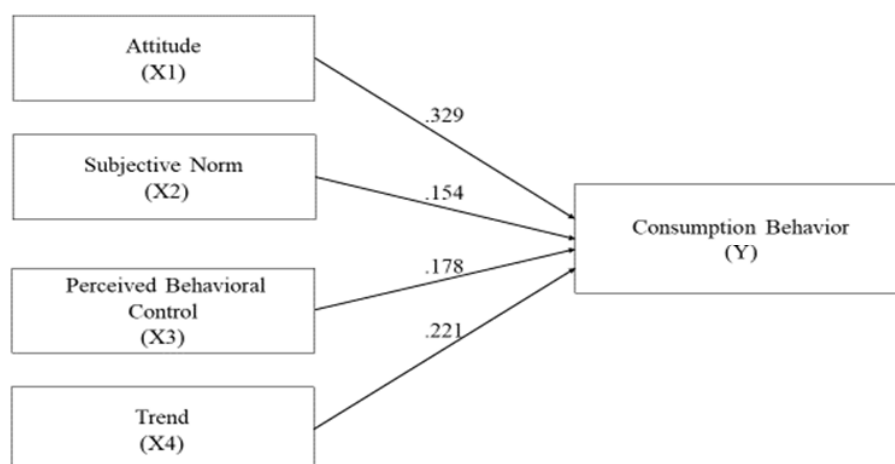 Attitude
(X1)
.329
Subjective Norm
(X2)
.154
Consumption Behavior
(Y)
Perceived Behavioral
Control
(X3)
.178
.221
Trend
(X4)